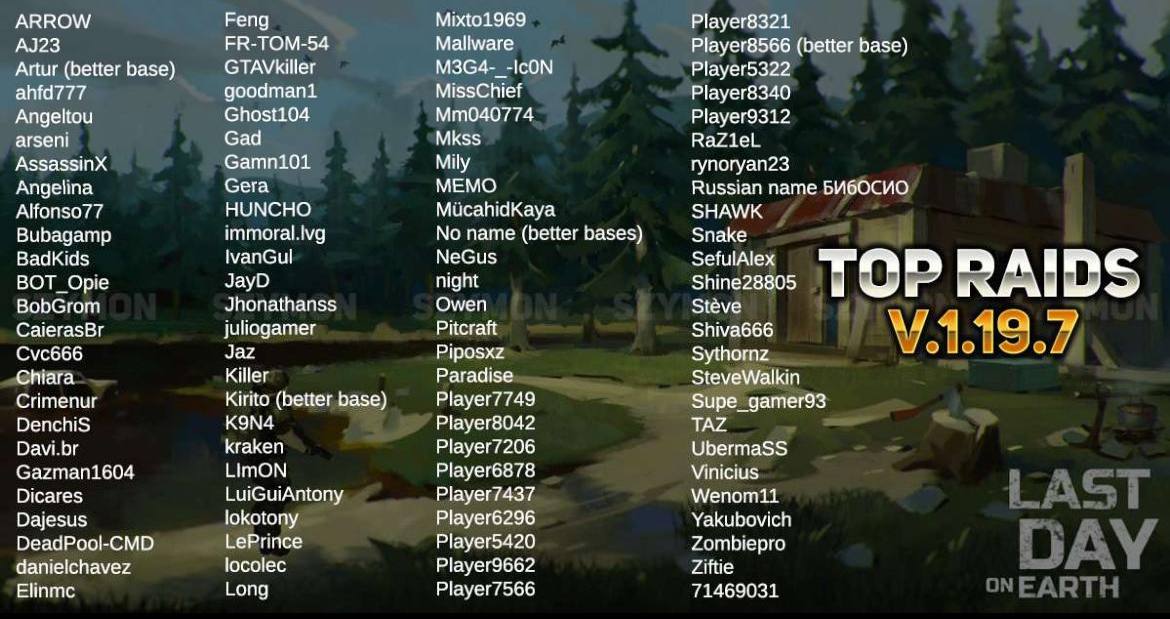 ARROW
AJ23
Artur (better base)
ahfd777
Angeltou
arseni
AssassinX
Angelina
Alfonso77
Bubagamp
BadKids
BOT_Opie
BobGrom
CaierasBr
Cvc666
Chiara
Crimenur
DenchiS
Davi.br
Gazman1604
Dicares
Dajesus
DeadPool-CMD
danielchavez
Elinmc
Feng
FR-TOM-54
GTAVkiller
goodman1
Ghost104
Gad
Gamn101
Gera
HUNCHO
immoral.lvg
IvanGul
JayD
Jhonathanss
juliogamer
Jaz
Killer
Kirito (better base)
K9N4
kraken
LImON
LuiGuiAntony
lokotony
LePrince
locolec
Long
Mixto1969
Mallware
M3G4-_-Ic0N
MissChief
Mm040774
Mkss
Mily
MEMO
MücahidKaya
No name (better bases)
NeGus
night
Owen
Pitcraft
Piposxz
Paradise
Player7749
Player8042
Player7206
Player6878
Player7437
Player6296
Player5420
Player9662
Player7566
Player8321
Player8566 (better base)
Player5322
Player8340
Player9312
RaZ1eL
rynoryan23
Russian name БИбОСИО
SHAWK
Snake
SefulAlex
Shine28805
Stève
Shiva666
Sythornz
SteveWalkin
Supe_gamer93
TAZ
UbermaSS
Vinicius
Wenom11
Yakubovich
Zombiepro
Ziftie
71469031
TOP RAIDS
V.1.19.7
LAST
DAY
ON EARTH